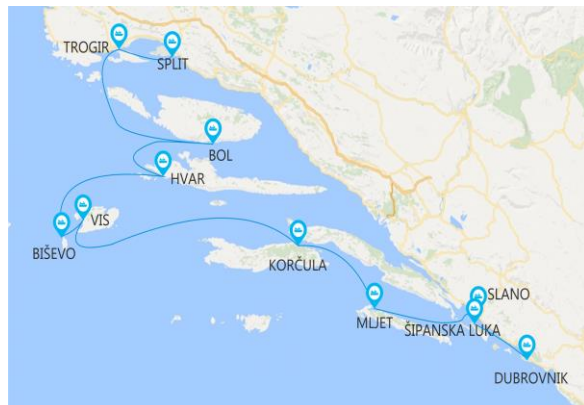 TROGIR
SPLIT
BOL
HVAR
VIS
BIŠEVO
KORČULA
SLANO
MLJET
ŠIPANSKA LUKA
DUBROVNIK